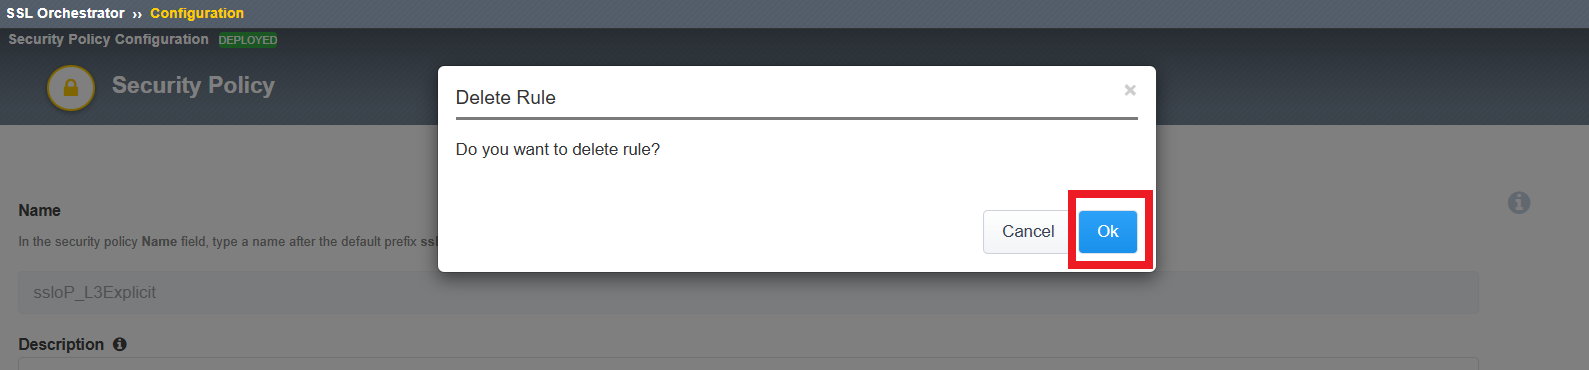 SSL Orchestrator ›› Configuration
Security Policy Configuration DEPLOYED
Security Policy
Delete Rule ×
Do you want to delete rule?
Cancel Ok
Name
In the security policy Name field, type a name after the default prefix ssl
ssloP_L3Explicit
Description